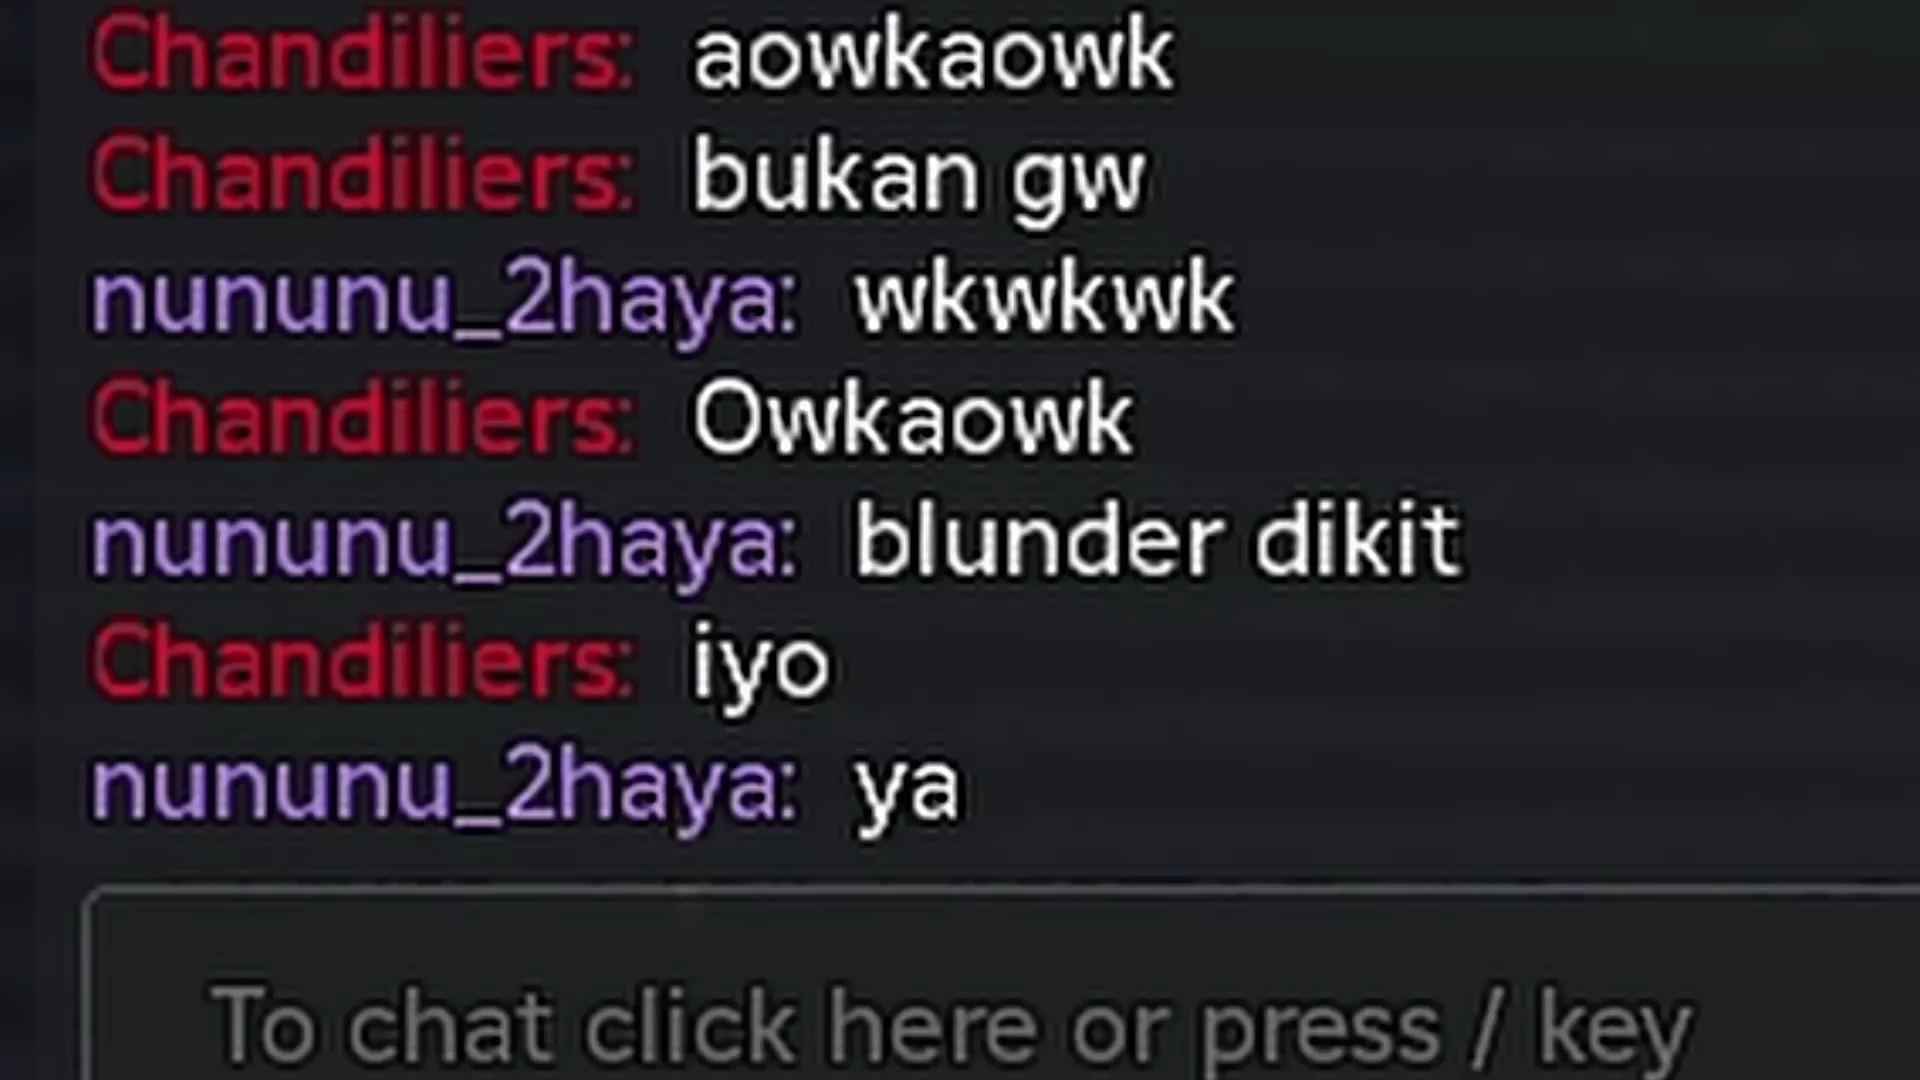 Chandiliers: aowkaowk
Chandiliers: bukan gw
nununu_2haya: wkwkwk
Chandiliers: Owkaowk
nununu_2haya: blunder dikit
Chandiliers: iyo
nununu_2haya: ya
To chat click here or press / key